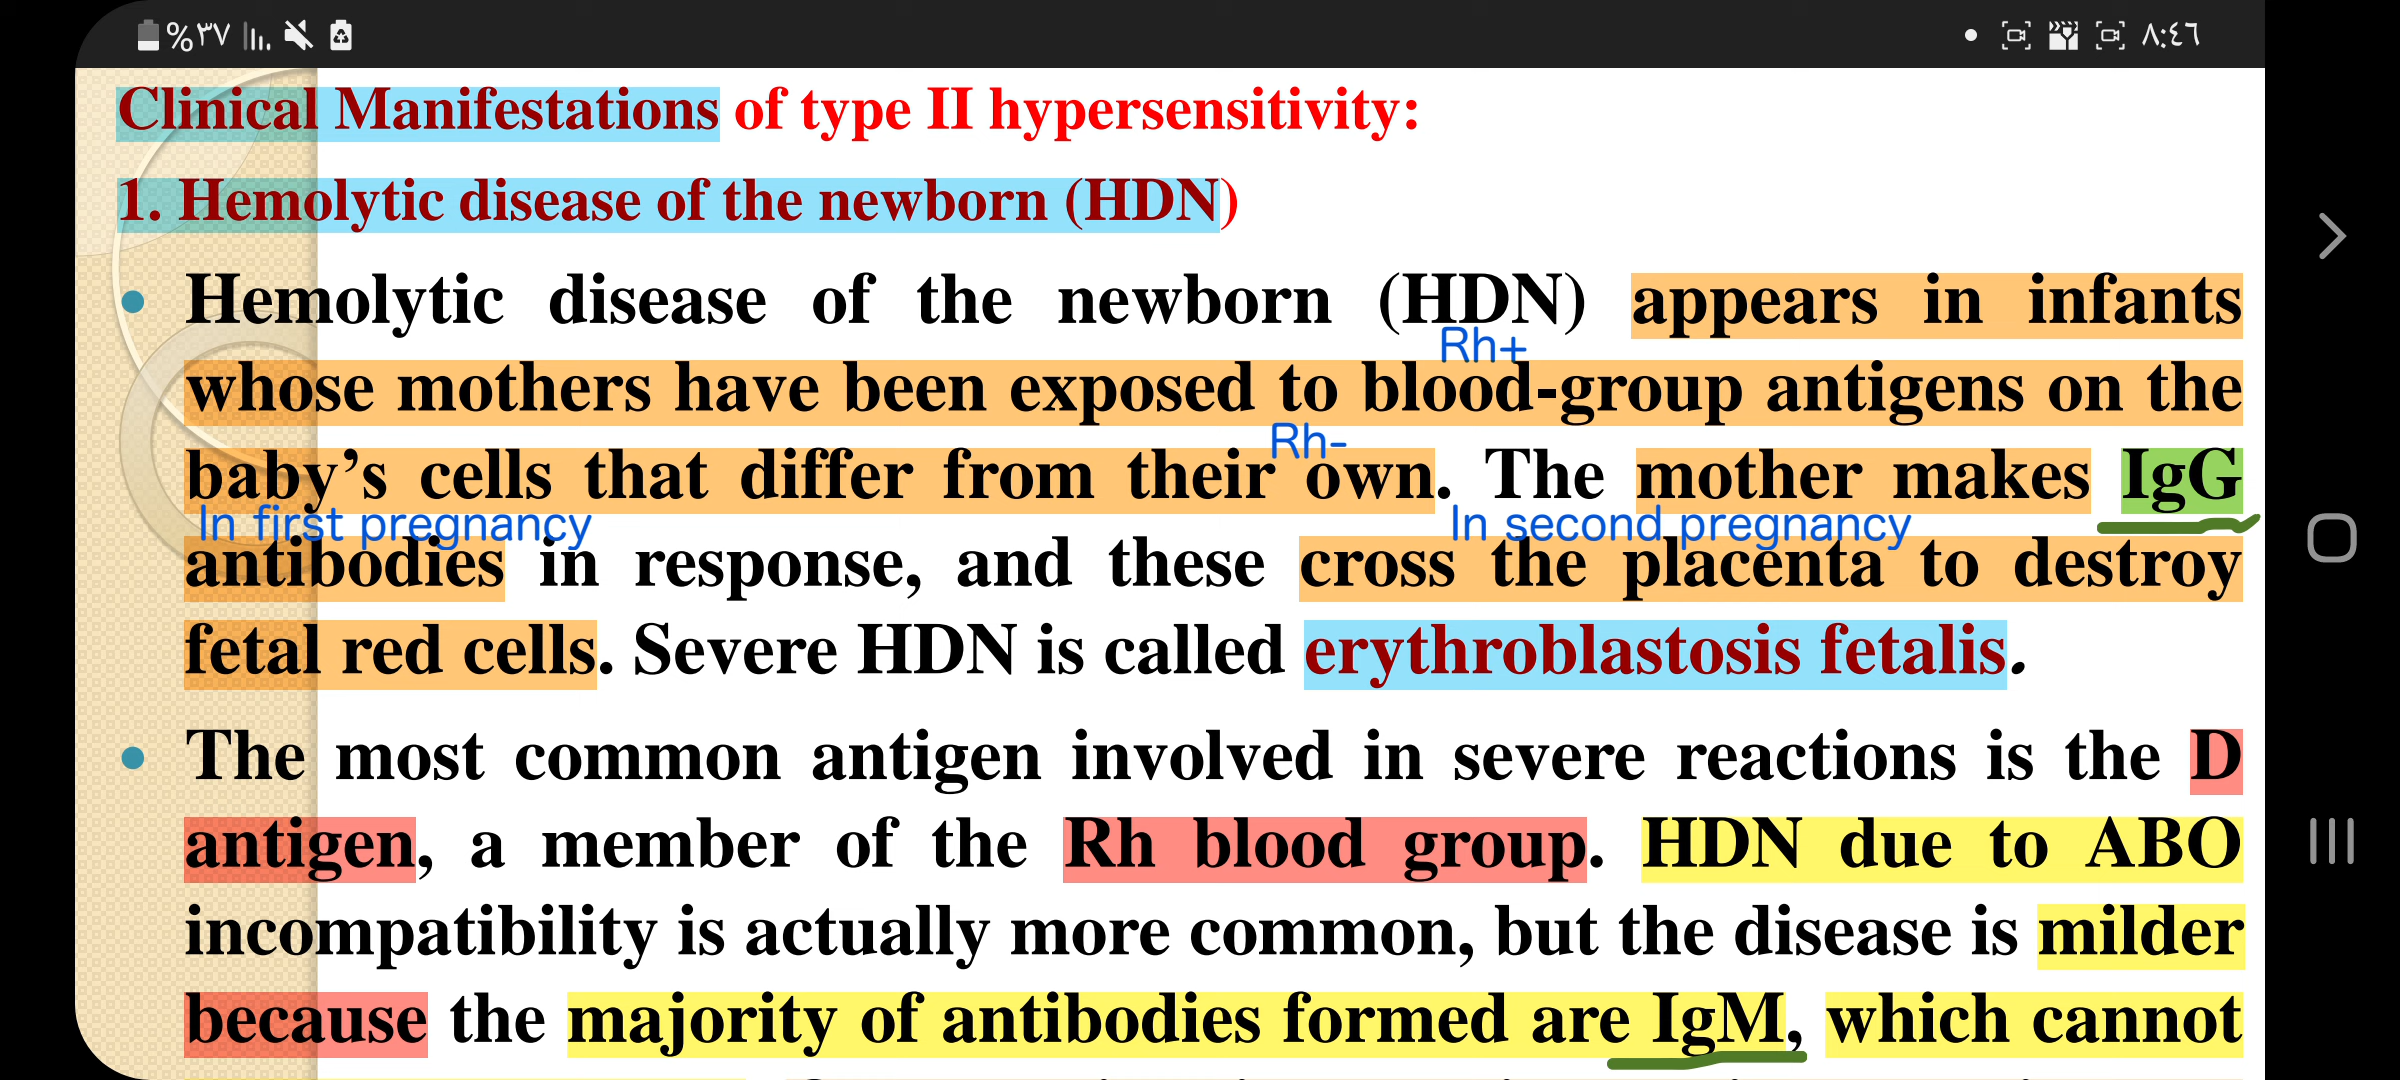 %٣٧
٨:٤٦
Clinical Manifestations of type II hypersensitivity:
1. Hemolytic disease of the newborn (HDN)
• Hemolytic disease of the newborn (HDN) appears in infants
Rh+
whose mothers have been exposed to blood-group antigens on the
Rh-
baby’s cells that differ from their own. The mother makes IgG
In first pregnancy In second pregnancy
antibodies in response, and these cross the placenta to destroy
fetal red cells. Severe HDN is called erythroblastosis fetalis.
• The most common antigen involved in severe reactions is the D
antigen, a member of the Rh blood group. HDN due to ABO
incompatibility is actually more common, but the disease is milder
because the majority of antibodies formed are IgM, which cannot